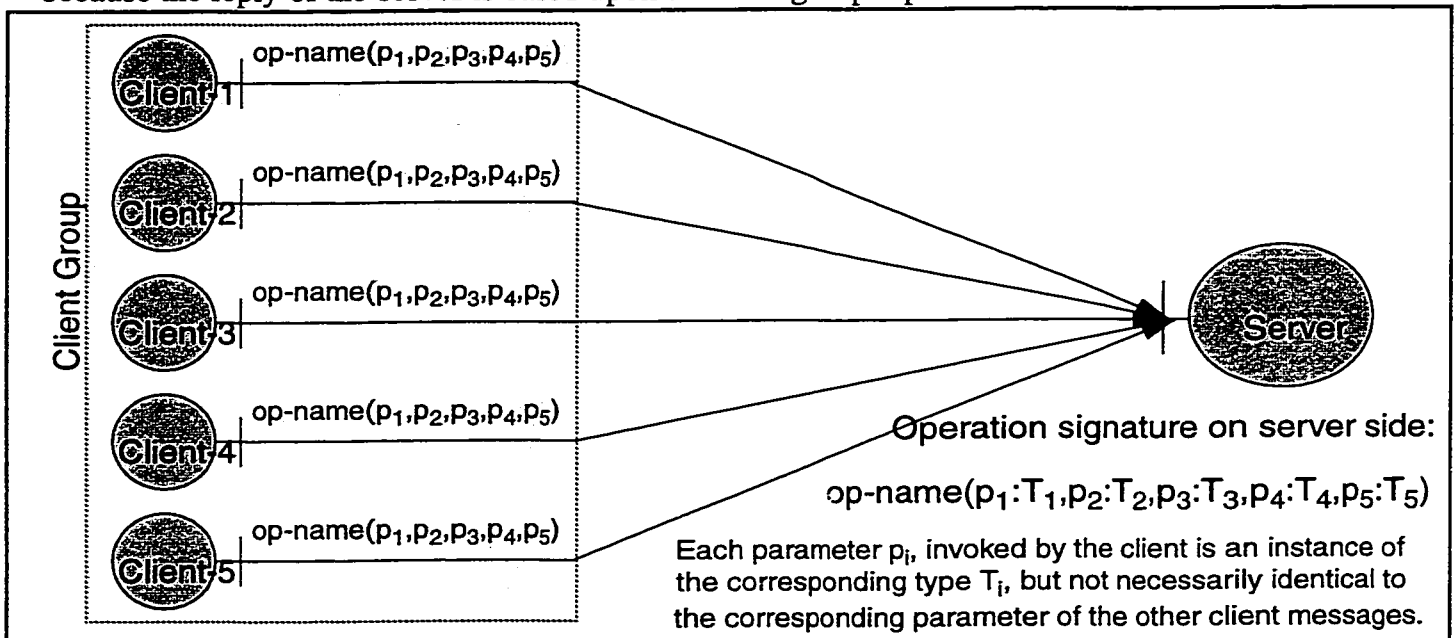 Client Group
Client-1
op-name(p₁,p₂,p₃,p₄,p₅)
Client-2
op-name(p₁,p₂,p₃,p₄,p₅)
Client-3
op-name(p₁,p₂,p₃,p₄,p₅)
Client-4
op-name(p₁,p₂,p₃,p₄,p₅)
Client-5
op-name(p₁,p₂,p₃,p₄,p₅)
Server
Operation signature on server side:
op-name(p₁:T₁,p₂:T₂,p₃:T₃,p₄:T₄,p₅:T₅)
Each parameter pᵢ, invoked by the client is an instance of
the corresponding type Tᵢ, but not necessarily identical to
the corresponding parameter of the other client messages.